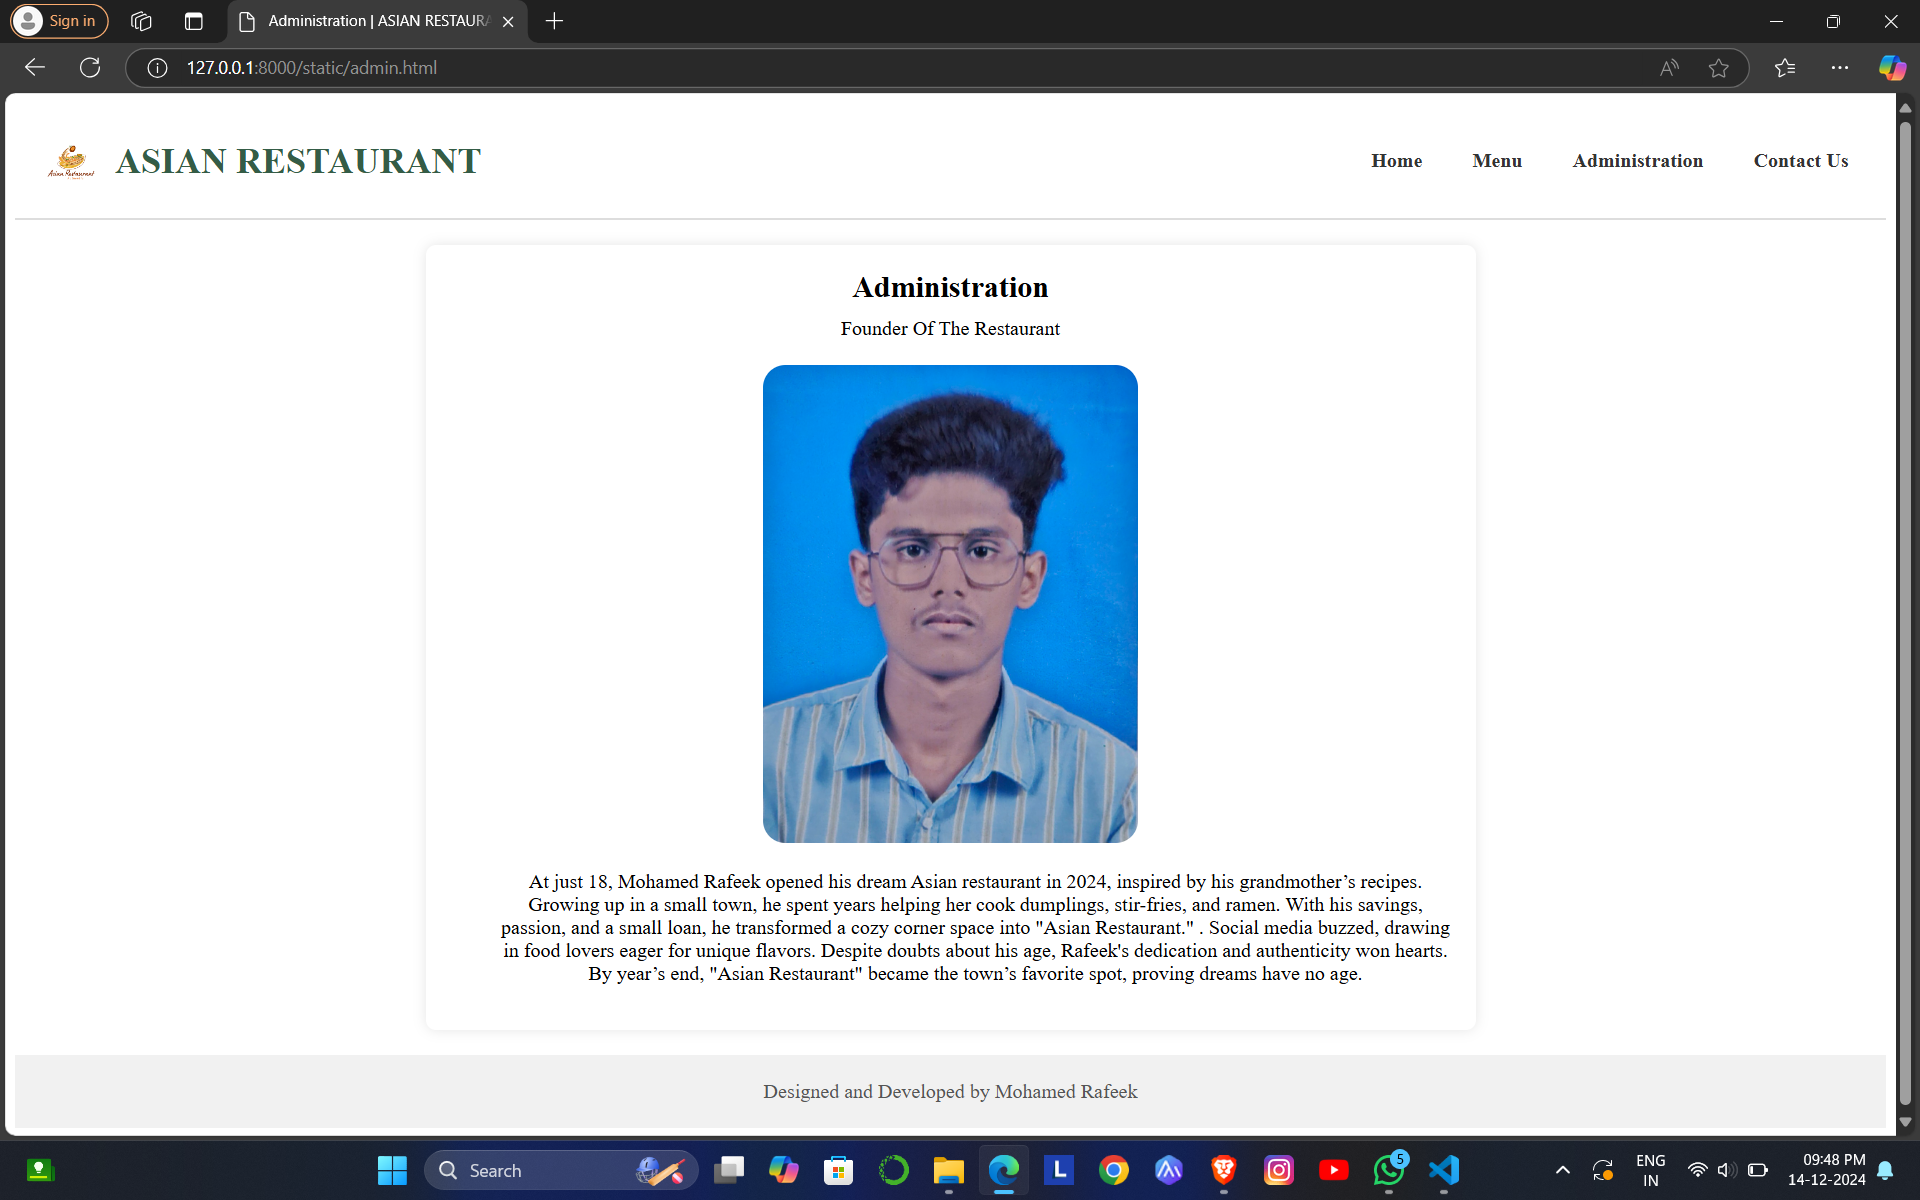 Sign in
Administration | ASIAN RESTAURA
127.0.0.1:8000/static/admin.html
Asian Restaurant
ASIAN RESTAURANT
Home
Menu
Administration
Contact Us
Administration
Founder Of The Restaurant
At just 18, Mohamed Rafeek opened his dream Asian restaurant in 2024, inspired by his grandmother’s recipes.
Growing up in a small town, he spent years helping her cook dumplings, stir-fries, and ramen. With his savings,
passion, and a small loan, he transformed a cozy corner space into "Asian Restaurant." . Social media buzzed, drawing
in food lovers eager for unique flavors. Despite doubts about his age, Rafeek's dedication and authenticity won hearts.
By year’s end, "Asian Restaurant" became the town’s favorite spot, proving dreams have no age.
Designed and Developed by Mohamed Rafeek
Search
L
5
ENG
IN
09:48 PM
14-12-2024